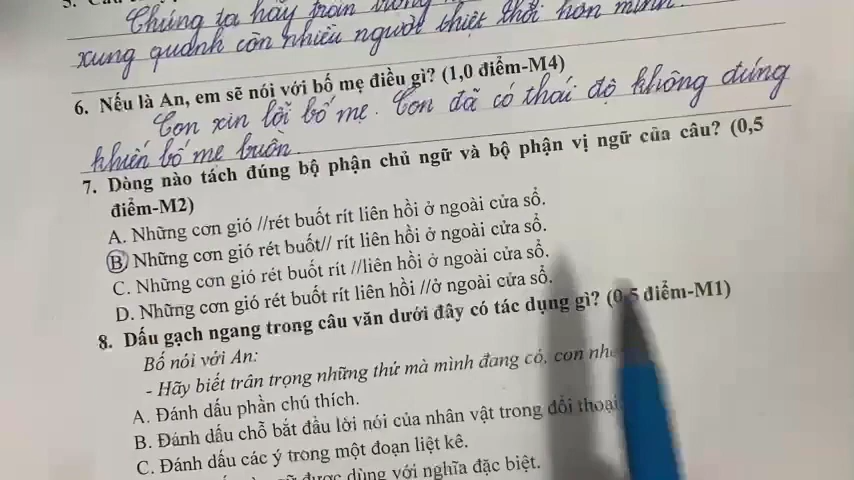 Chúng ta hãy trân
xung quanh còn nhiều người thiệt thòi hơn mình.
6. Nếu là An, em sẽ nói với bố mẹ điều gì? (1,0 điểm-M4)
Con xin lỗi bố mẹ. Con đã có thái độ không đúng
khiến bố mẹ buồn.
7. Dòng nào tách đúng bộ phận chủ ngữ và bộ phận vị ngữ của câu? (0,5
điểm-M2)
A. Những cơn gió //rét buốt rít liên hồi ở ngoài cửa sổ.
B. Những cơn gió rét buốt// rít liên hồi ở ngoài cửa sổ.
C. Những cơn gió rét buốt rít //liên hồi ở ngoài cửa sổ.
D. Những cơn gió rét buốt rít liên hồi //ở ngoài cửa sổ.
8. Dấu gạch ngang trong câu văn dưới đây có tác dụng gì? (0,5 điểm-M1)
Bố nói với An:
- Hãy biết trân trọng những thứ mà mình đang có, con
A. Đánh dấu phần chú thích.
B. Đánh dấu chỗ bắt đầu lời nói của nhân vật trong đối thoại.
C. Đánh dấu các ý trong một đoạn liệt kê.
được dùng với nghĩa đặc biệt.